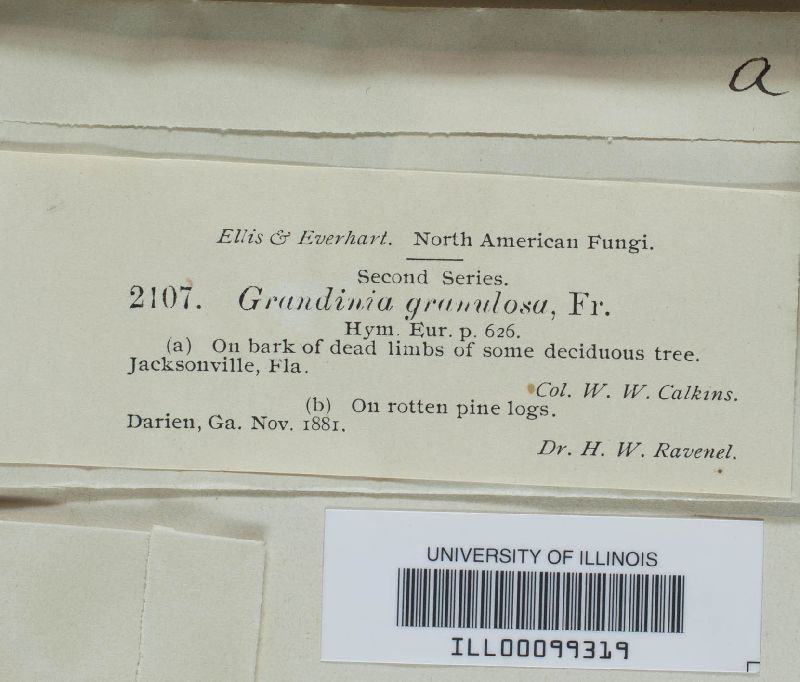 a
Ellis & Everhart. North American Fungi.
Second Series.
2107. Grandinia granulosa, Fr.
Hym. Eur. p. 626.
(a) On bark of dead limbs of some deciduous tree.
Jacksonville, Fla.
Col. W. W. Calkins.
(b) On rotten pine logs.
Darien, Ga. Nov. 1881.
Dr. H. W. Ravenel.
UNIVERSITY OF ILLINOIS
ILL00099319